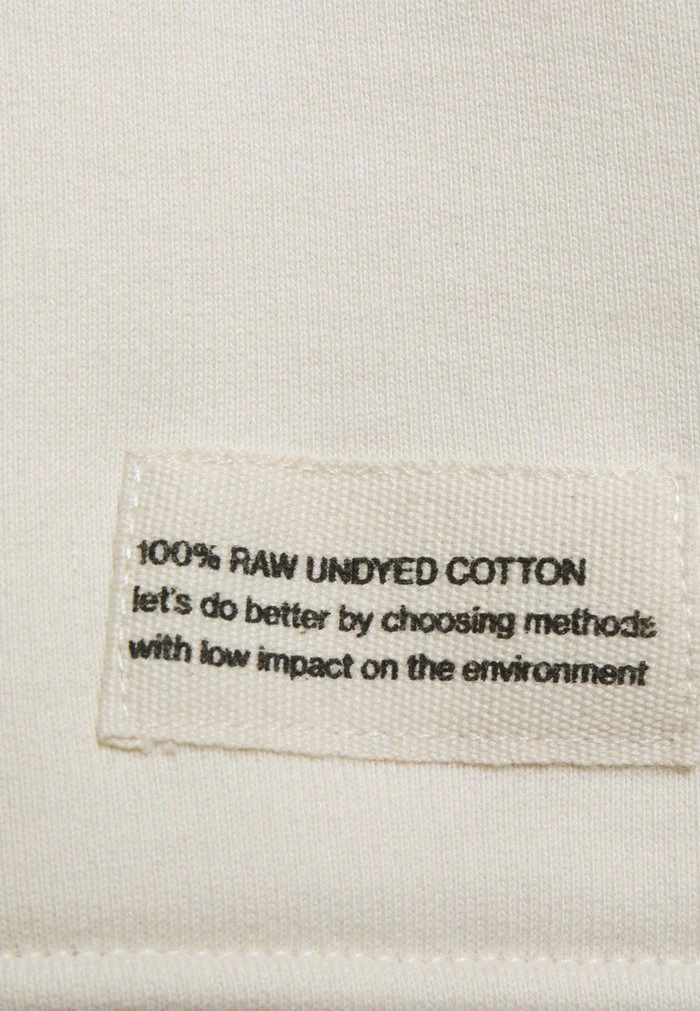 100% RAW UNDYED COTTON
let's do better by choosing methods
with low impact on the environment